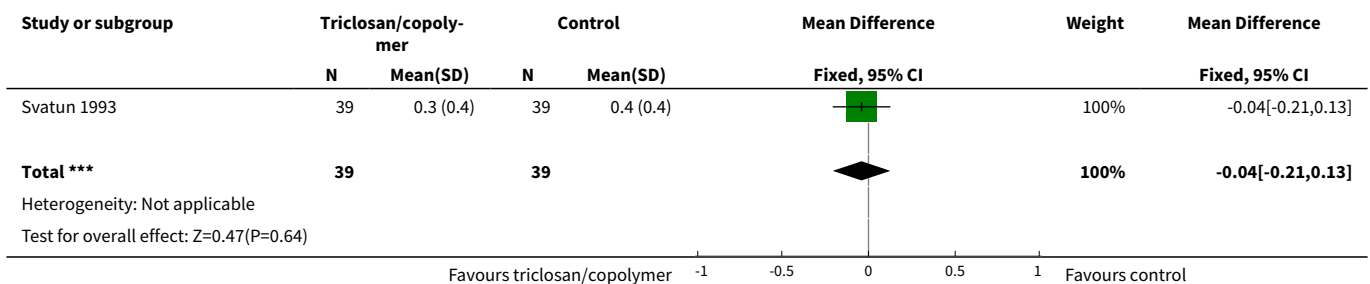 Study or subgroup Triclosan/copoly- Control Mean Difference Weight Mean Difference
mer
N Mean(SD) N Mean(SD) Fixed, 95% CI Fixed, 95% CI
Svatun 1993 39 0.3 (0.4) 39 0.4 (0.4) 100% -0.04[-0.21,0.13]
Total *** 39 39 100% -0.04[-0.21,0.13]
Heterogeneity: Not applicable
Test for overall effect: Z=0.47(P=0.64)
Favours triclosan/copolymer -1 -0.5 0 0.5 1 Favours control